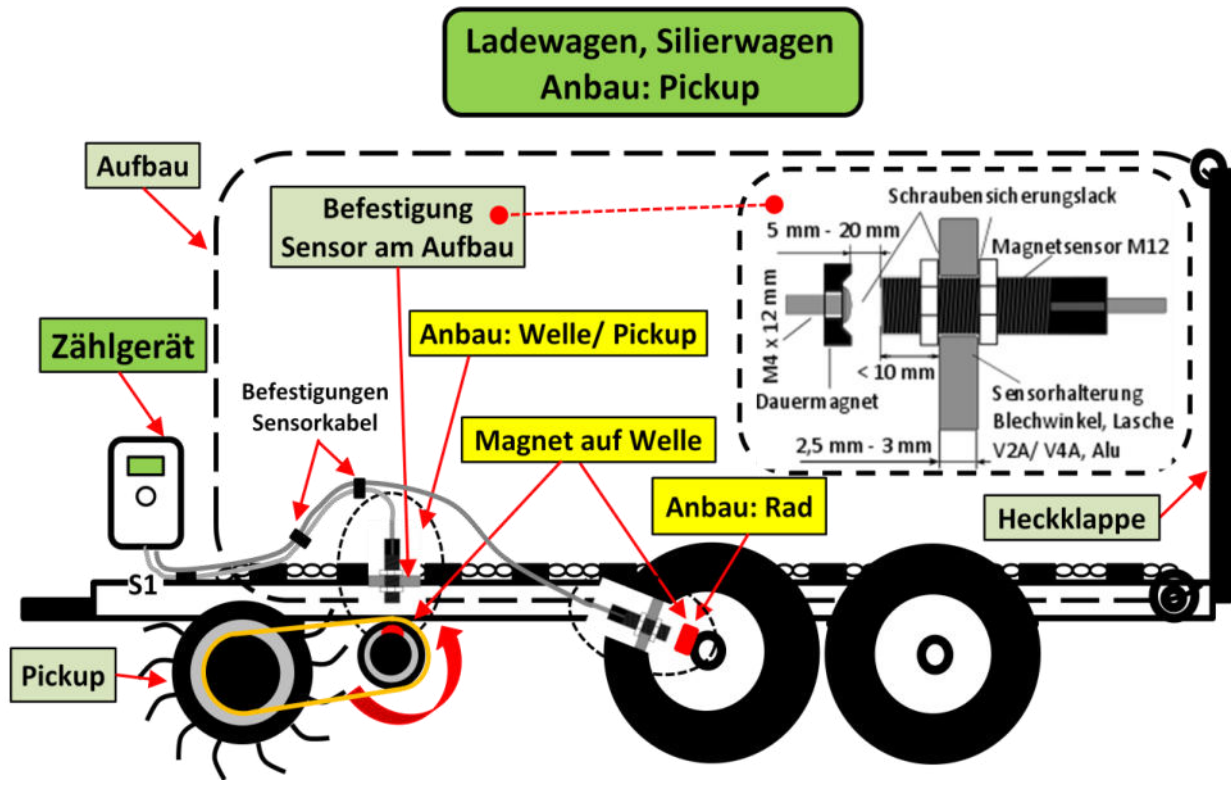 Ladewagen, Silierwagen
Anbau: Pickup
Aufbau
Befestigung
Sensor am Aufbau
Schraubensicherungslack
5 mm - 20 mm
Magnetsensor M12
M4 x 12 mm
< 10 mm
Dauermagnet
Sensorhalterung
Blechwinkel, Lasche
V2A/ V4A, Alu
2,5 mm - 3 mm
Zählgerät
Anbau: Welle/ Pickup
Befestigungen
Sensorkabel
Magnet auf Welle
Anbau: Rad
Heckklappe
S1
Pickup